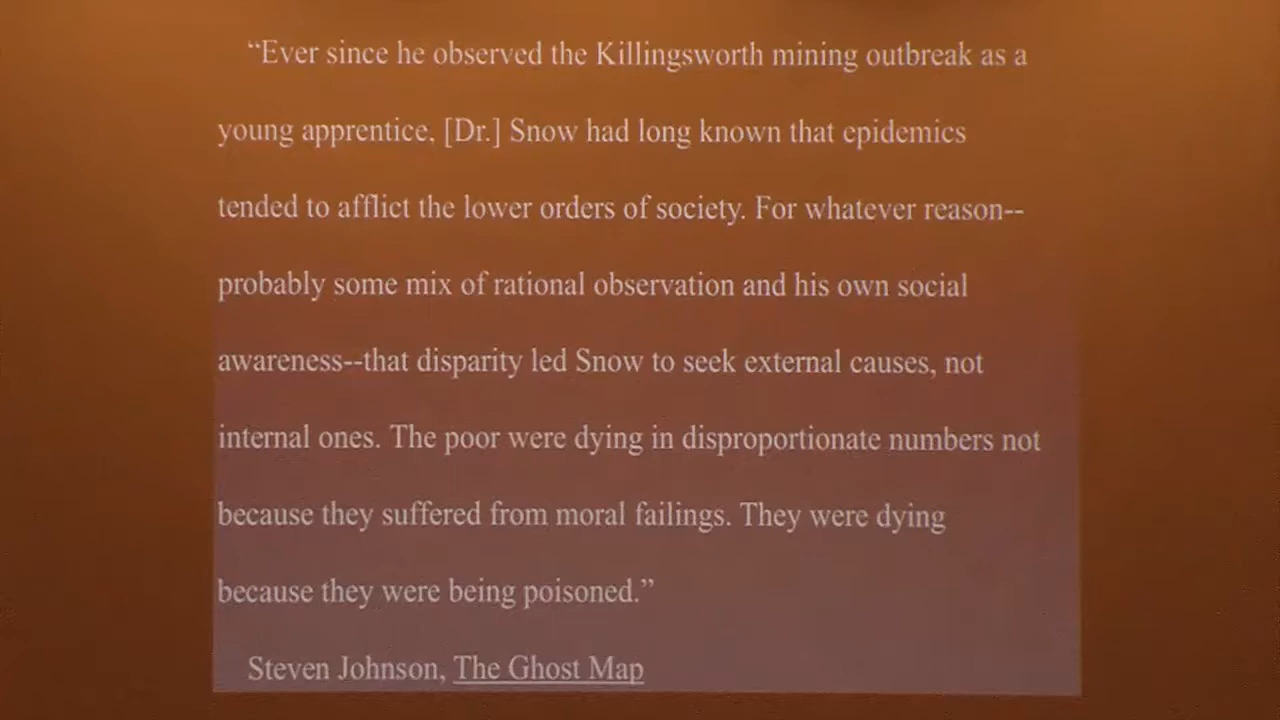 “Ever since he observed the Killingsworth mining outbreak as a
young apprentice, [Dr.] Snow had long known that epidemics
tended to afflict the lower orders of society. For whatever reason--
probably some mix of rational observation and his own social
awareness--that disparity led Snow to seek external causes, not
internal ones. The poor were dying in disproportionate numbers not
because they suffered from moral failings. They were dying
because they were being poisoned.”
Steven Johnson, The Ghost Map